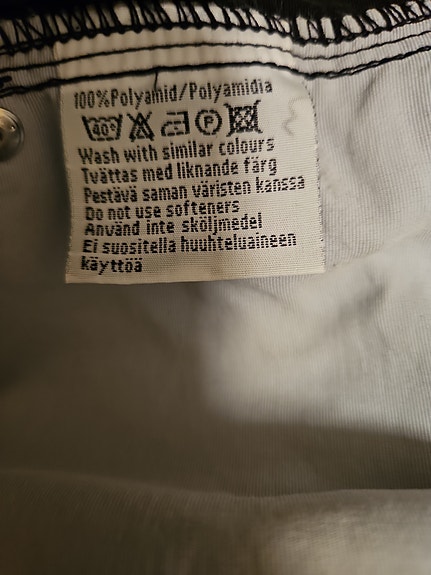 100%Polyamid/Polyamidia
40° P
Wash with similar colours
Tvättas med liknande färg
Pestävä saman väristen kanssa
Do not use softeners
Använd inte sköljmedel
Ei suositella huuhteluaineen
käyttöä